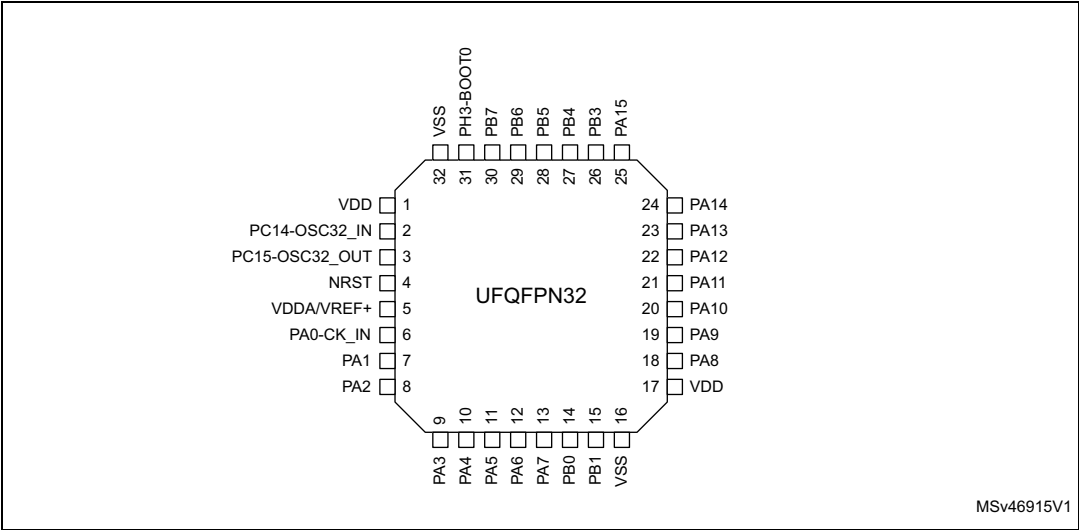 VSS
PH3-BOOT0
PB7
PB6
PB5
PB4
PB3
PA15
32
31
30
29
28
27
26
25
VDD 1
PC14-OSC32_IN 2
PC15-OSC32_OUT 3
NRST 4
VDDA/VREF+ 5
PA0-CK_IN 6
PA1 7
PA2 8
UFQFPN32
24 PA14
23 PA13
22 PA12
21 PA11
20 PA10
19 PA9
18 PA8
17 VDD
9
10
11
12
13
14
15
16
PA3
PA4
PA5
PA6
PA7
PB0
PB1
VSS
MSv46915V1